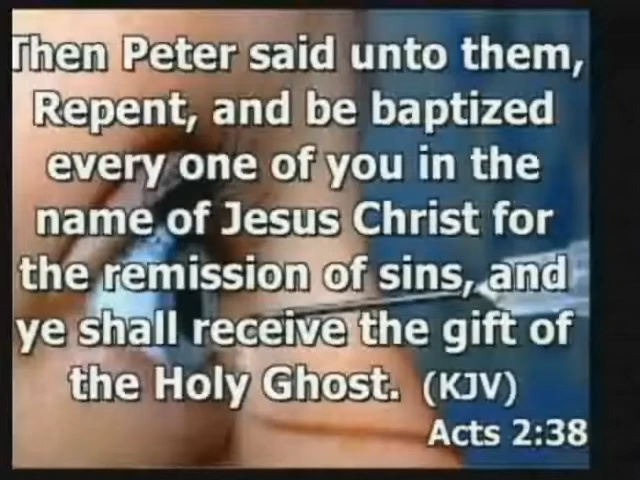 Then Peter said unto them,
Repent, and be baptized
every one of you in the
name of Jesus Christ for
the remission of sins, and
ye shall receive the gift of
the Holy Ghost. (KJV)
Acts 2:38